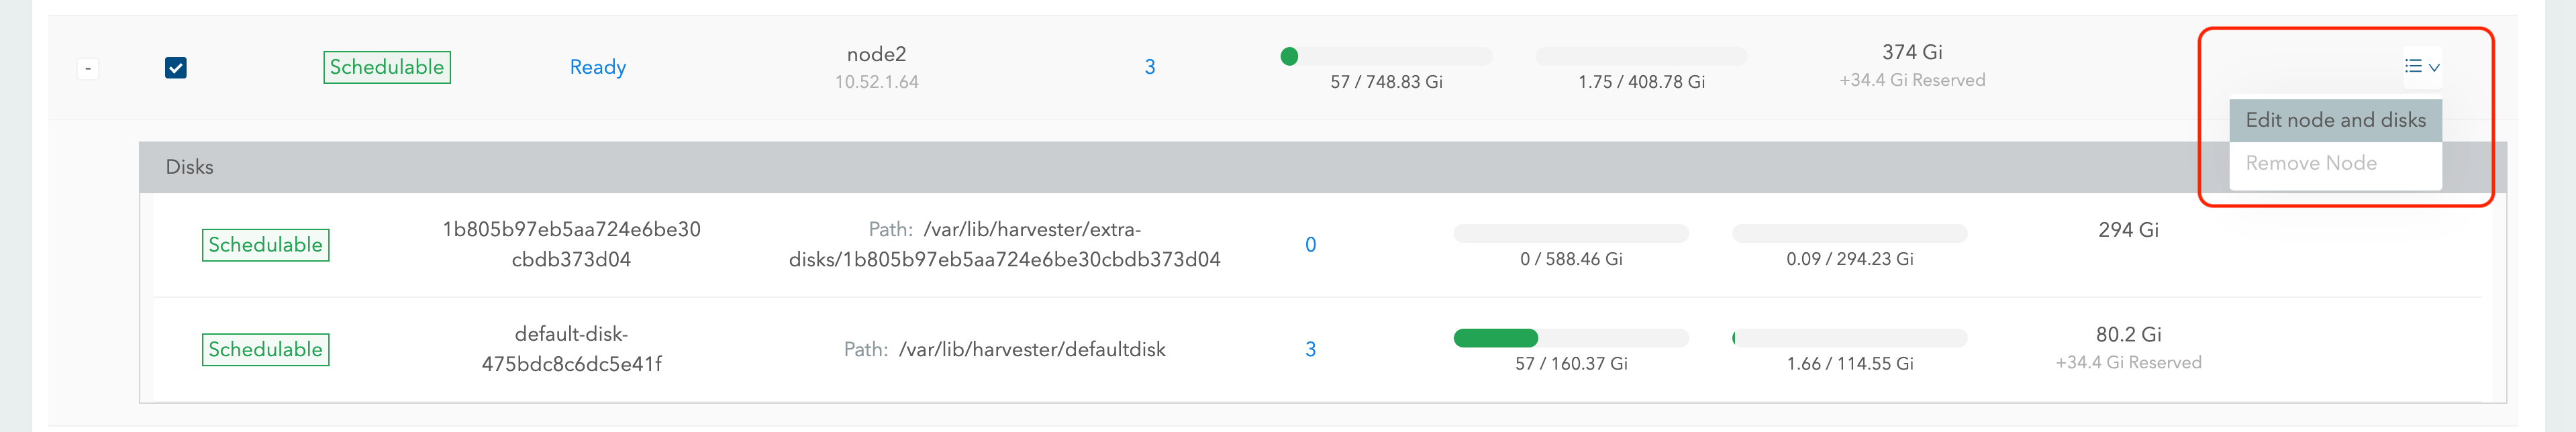 -
Schedulable
Ready
node2
10.52.1.64
3
57 / 748.83 Gi
1.75 / 408.78 Gi
374 Gi
+34.4 Gi Reserved
Edit node and disks
Remove Node
Disks
Schedulable
1b805b97eb5aa724e6be30
cbdb373d04
Path: /var/lib/harvester/extra-
disks/1b805b97eb5aa724e6be30cbdb373d04
0
0 / 588.46 Gi
0.09 / 294.23 Gi
294 Gi
Schedulable
default-disk-
475bdc8c6dc5e41f
Path: /var/lib/harvester/defaultdisk
3
57 / 160.37 Gi
1.66 / 114.55 Gi
80.2 Gi
+34.4 Gi Reserved